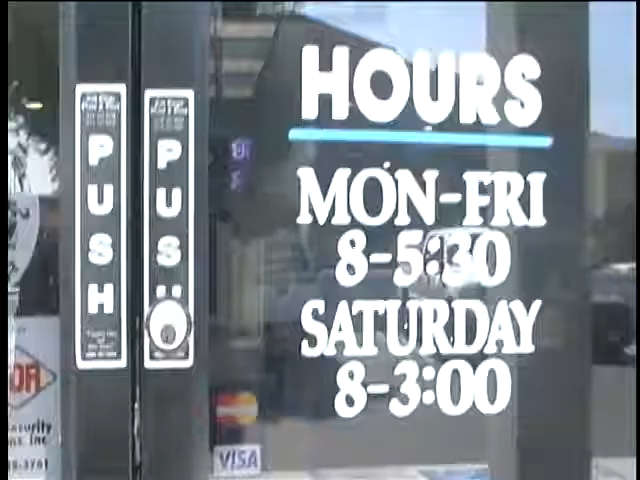 HOURS
MON-FRI
8-5:30
SATURDAY
8-3:00
PUSH
PUSH
VISA